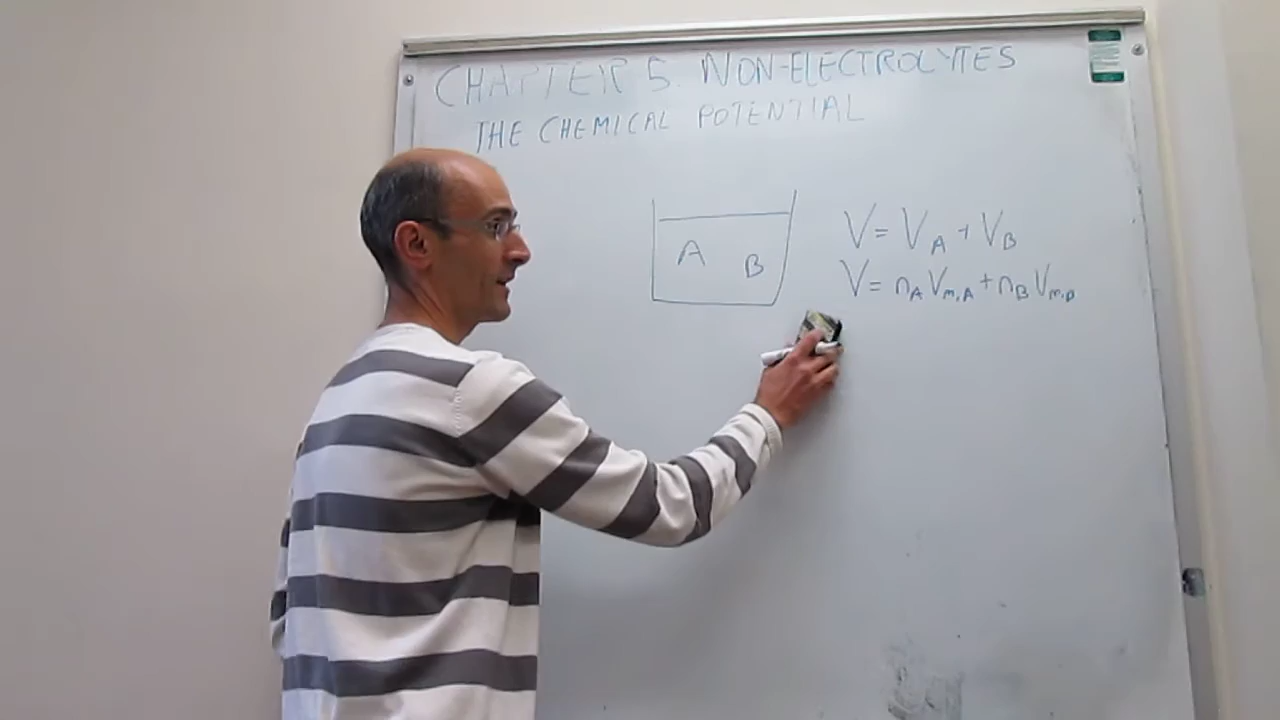 CHAPTER 5. NON-ELECTROLYTES
THE CHEMICAL POTENTIAL
A B
V = V_A + V_B
V = n_A V_m,A + n_B V_m,B